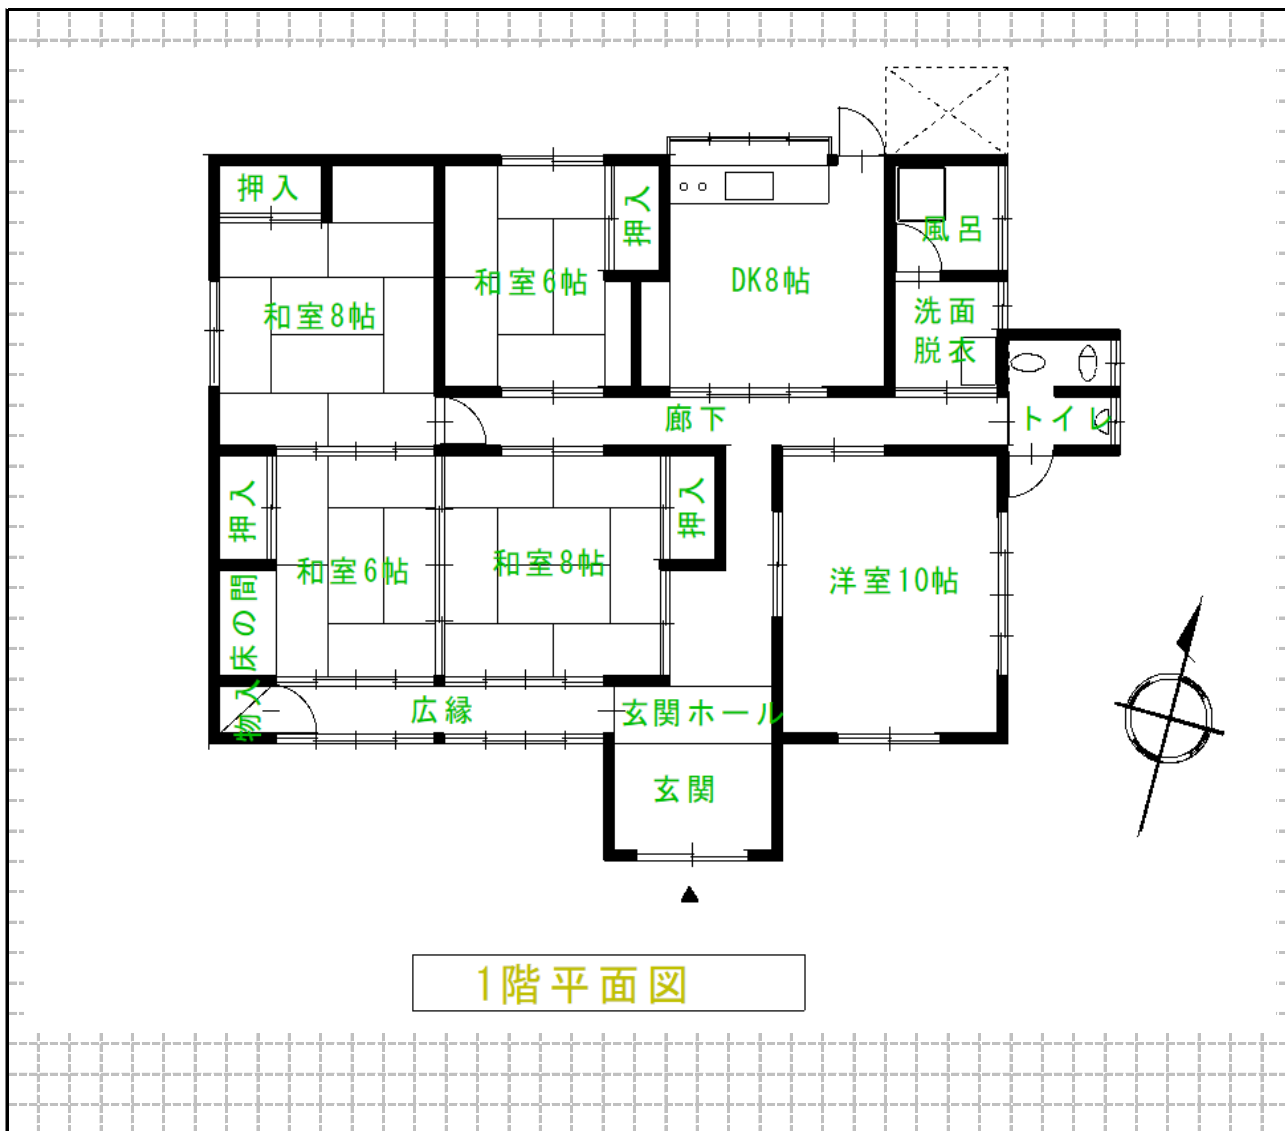 押入
押入
風呂
和室6帖
DK8帖
和室8帖
洗面
脱衣
廊下
トイレ
押入
押入
和室6帖
和室8帖
洋室10帖
床の間
物入
広縁
玄関ホール
玄関
1階平面図